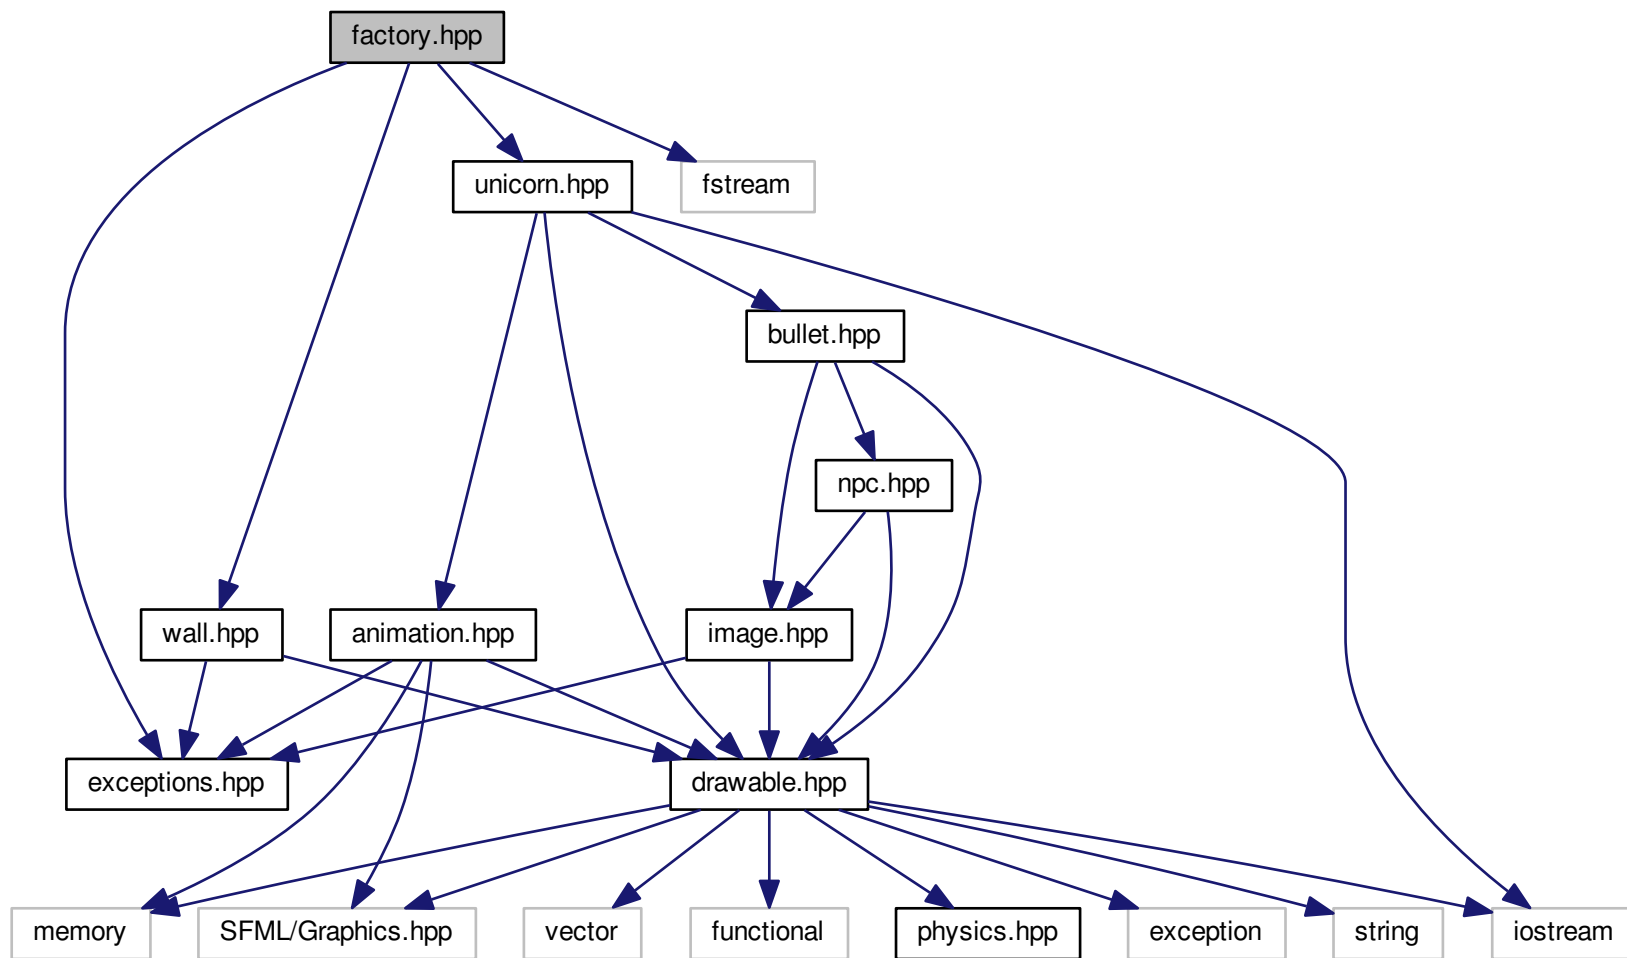 factory.hpp
unicorn.hpp
fstream
bullet.hpp
npc.hpp
wall.hpp
animation.hpp
image.hpp
exceptions.hpp
drawable.hpp
memory
SFML/Graphics.hpp
vector
functional
physics.hpp
exception
string
iostream